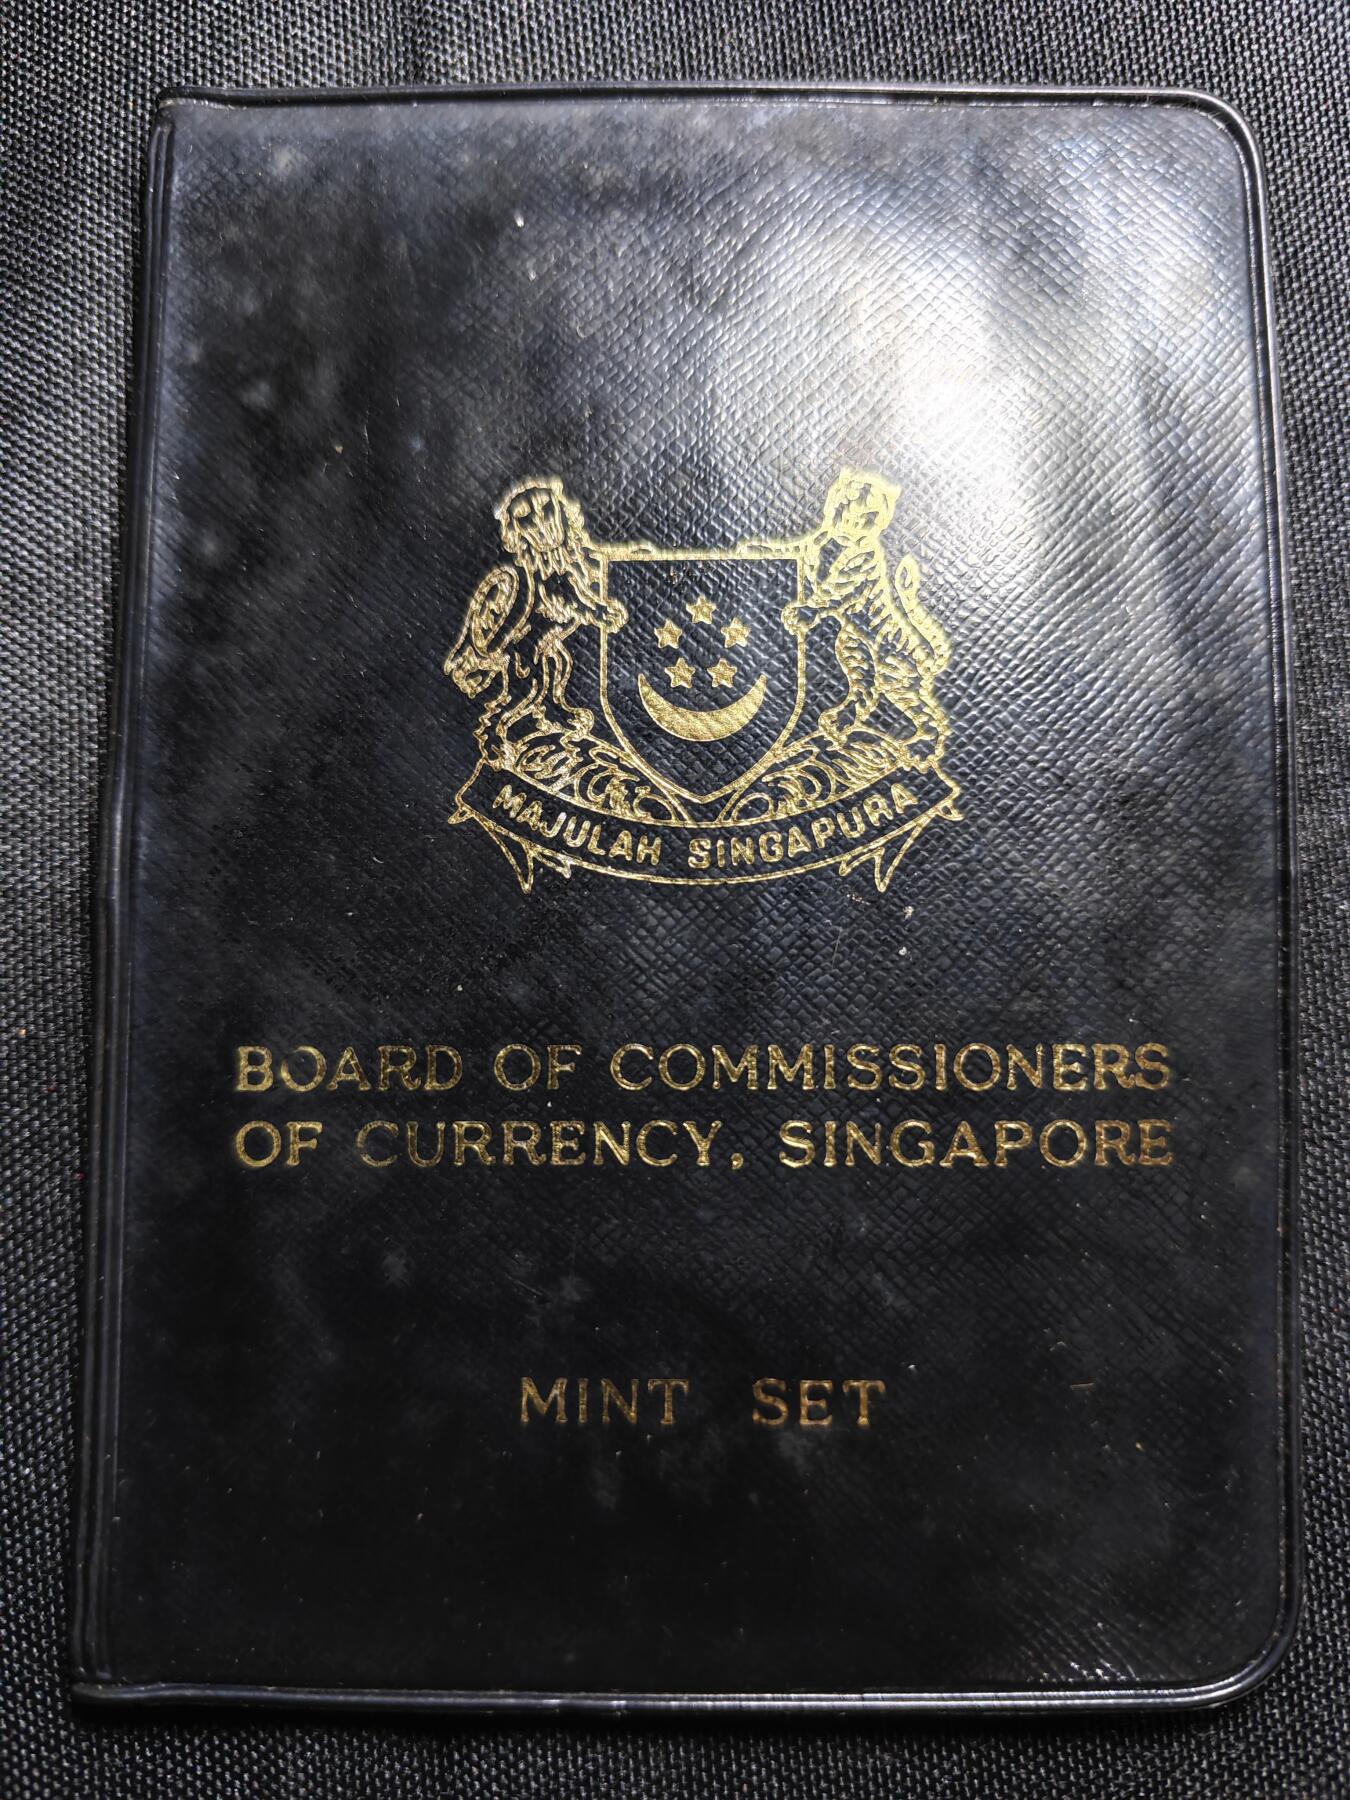 MAJULAH SINGAPURA
BOARD OF COMMISSIONERS
OF CURRENCY, SINGAPORE
MINT SET